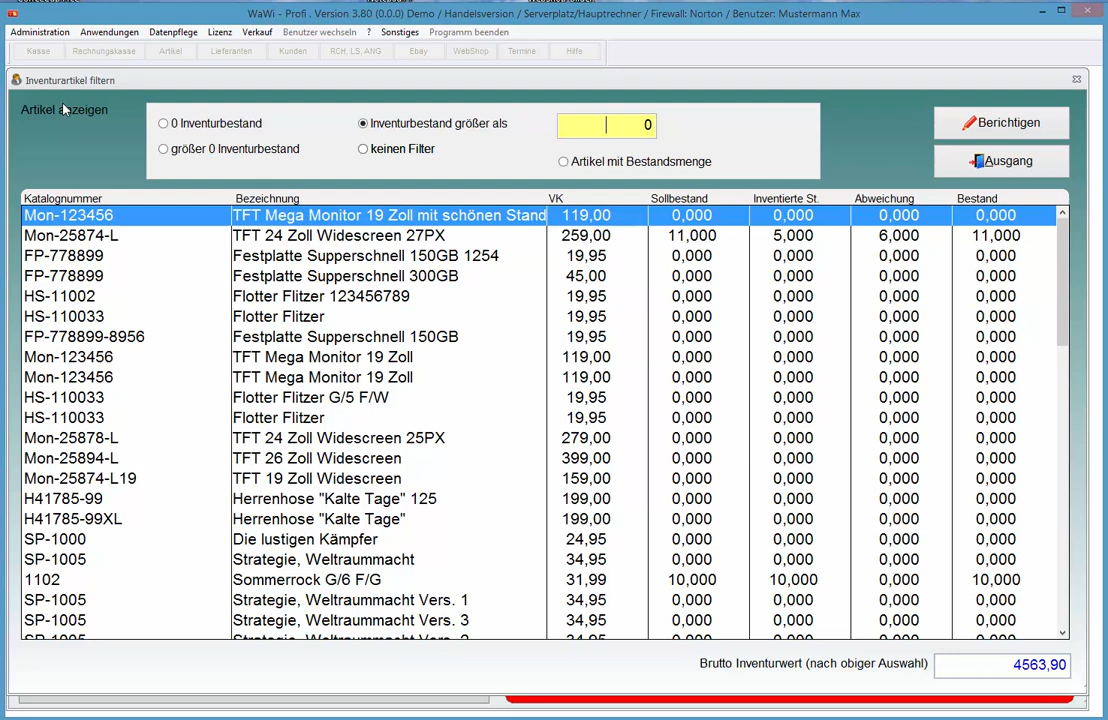 WaWi - Profi . Version 3.80 (0.0.0) Demo / Handelsversion / Serverplatz/Hauptrechner / Firewall: Norton / Benutzer: Mustermann Max
Administration Anwendungen Datenpflege Lizenz Verkauf Benutzer wechseln ? Sonstiges Programm beenden
Kasse Rechnungskasse Artikel Lieferanten Kunden RCH, LS, ANG Ebay WebShop Termine Hilfe
Inventurartikel filtern
Artikel anzeigen
0 Inventurbestand
Inventurbestand größer als
0
Berichtigen
größer 0 Inventurbestand
keinen Filter
Artikel mit Bestandsmenge
Ausgang
Katalognummer Bezeichnung VK Sollbestand Inventierte St. Abweichung Bestand
Mon-123456 TFT Mega Monitor 19 Zoll mit schönen Stand 119,00 0,000 0,000 0,000 0,000
Mon-25874-L TFT 24 Zoll Widescreen 27PX 259,00 11,000 5,000 6,000 11,000
FP-778899 Festplatte Supperschnell 150GB 1254 19,95 0,000 0,000 0,000 0,000
FP-778899 Festplatte Supperschnell 300GB 45,00 0,000 0,000 0,000 0,000
HS-11002 Flotter Flitzer 123456789 19,95 0,000 0,000 0,000 0,000
HS-110033 Flotter Flitzer 19,95 0,000 0,000 0,000 0,000
FP-778899-8956 Festplatte Supperschnell 150GB 19,95 0,000 0,000 0,000 0,000
Mon-123456 TFT Mega Monitor 19 Zoll 119,00 0,000 0,000 0,000 0,000
Mon-123456 TFT Mega Monitor 19 Zoll 119,00 0,000 0,000 0,000 0,000
HS-110033 Flotter Flitzer G/5 F/W 19,95 0,000 0,000 0,000 0,000
HS-110033 Flotter Flitzer 19,95 0,000 0,000 0,000 0,000
Mon-25878-L TFT 24 Zoll Widescreen 25PX 279,00 0,000 0,000 0,000 0,000
Mon-25894-L TFT 26 Zoll Widescreen 399,00 0,000 0,000 0,000 0,000
Mon-25874-L19 TFT 19 Zoll Widescreen 159,00 0,000 0,000 0,000 0,000
H41785-99 Herrenhose "Kalte Tage" 125 199,00 0,000 0,000 0,000 0,000
H41785-99XL Herrenhose "Kalte Tage" 199,00 0,000 0,000 0,000 0,000
SP-1000 Die lustigen Kämpfer 24,95 0,000 0,000 0,000 0,000
SP-1005 Strategie, Weltraummacht 34,95 0,000 0,000 0,000 0,000
1102 Sommerrock G/6 F/G 31,99 10,000 10,000 0,000 10,000
SP-1005 Strategie, Weltraummacht Vers. 1 34,95 0,000 0,000 0,000 0,000
SP-1005 Strategie, Weltraummacht Vers. 3 34,95 0,000 0,000 0,000 0,000
SP-1005 Strategie, Weltraummacht Vers. 2 34,95 0,000 0,000 0,000 0,000
Brutto Inventurwert (nach obiger Auswahl) 4563,90